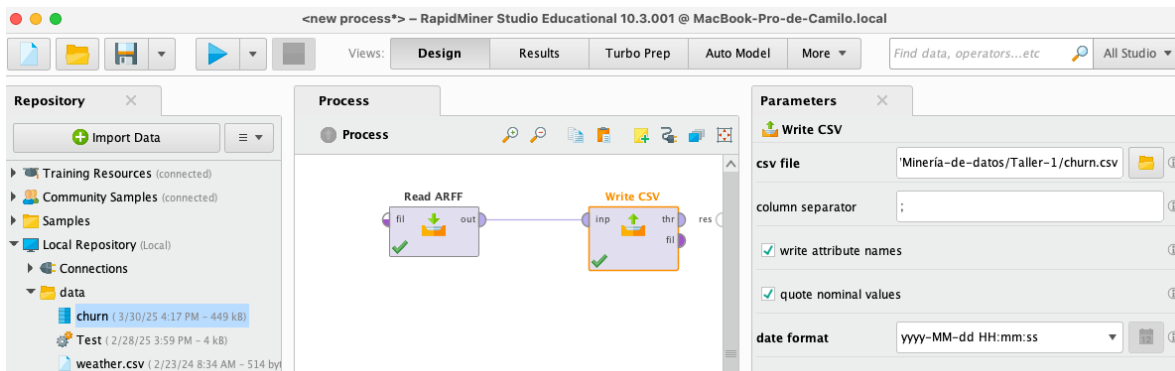 <new process*> – RapidMiner Studio Educational 10.3.001 @ MacBook-Pro-de-Camilo.local
Views: Design Results Turbo Prep Auto Model More Find data, operators...etc All Studio
Repository
Import Data
Training Resources (connected)
Community Samples (connected)
Samples
Local Repository (Local)
Connections
data
churn (3/30/25 4:17 PM – 449 kB)
Test (2/28/25 3:59 PM – 4 kB)
weather.csv (2/23/24 8:34 AM – 514 byt
Process
Process
Read ARFF
fil out
Write CSV
inp thr
fil
res
Parameters
Write CSV
csv file 'Minería-de-datos/Taller-1/churn.csv
column separator ;
write attribute names
quote nominal values
date format yyyy-MM-dd HH:mm:ss